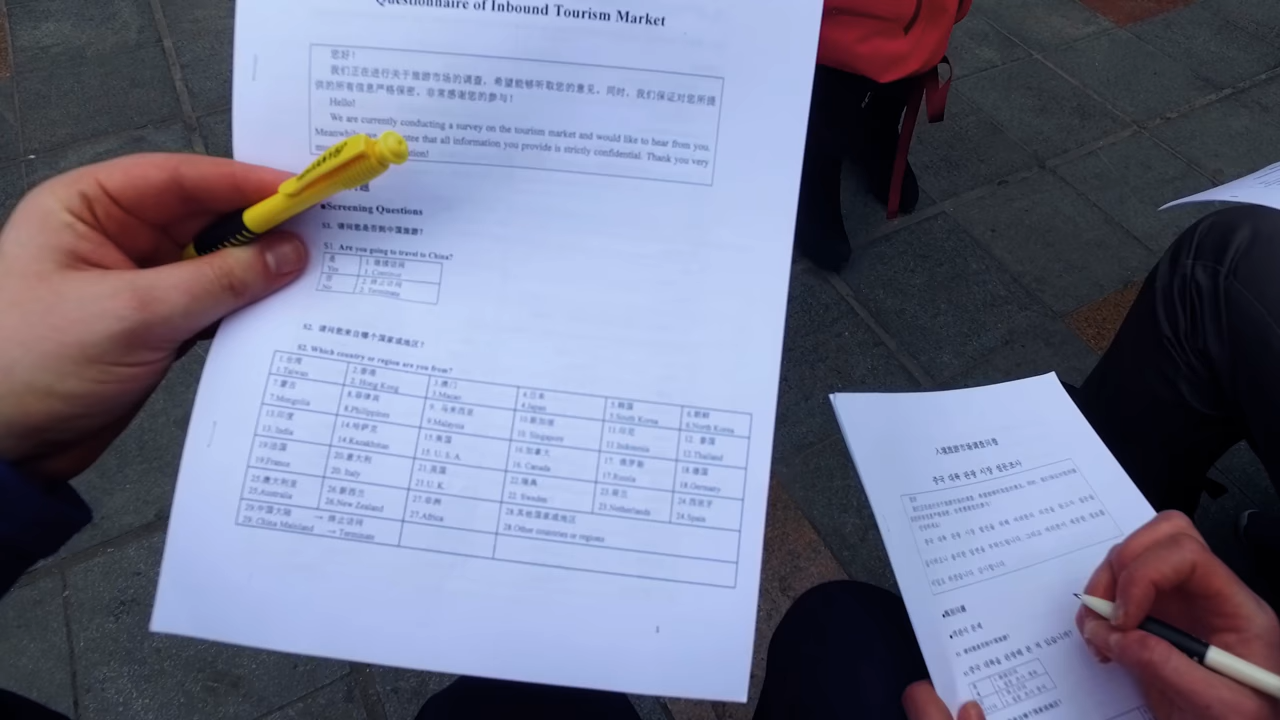 Questionnaire of Inbound Tourism Market
您好！
我们正在进行关于旅游市场的调查，希望能够听取您的意见。同时，我们保证对您所提
供的所有信息严格保密。非常感谢您的参与！
Hello!
We are currently conducting a survey on the tourism market and would like to hear from you.
Meanwhile, that all information you provide is strictly confidential. Thank you very
■Screening Questions
S1. 请问您是否到中国旅游？
S1. Are you going to travel to China?
是 1. 继续访问
Yes 1. Continue
否 2. 终止访问
No 2. Terminate
S2. 请问您来自哪个国家或地区？
S2. Which country or region are you from?
1.台湾 2.香港 3.澳门 4.日本 5.韩国 6.朝鲜
1.Taiwan 2. Hong Kong 3.Macao 4.Japan 5.South Korea 6.North Korea
7.蒙古 8.菲律宾 9. 马来西亚 10.新加坡 11.印尼 12. 泰国
7.Mongolia 8.Philippines 9.Malaysia 10. Singapore 11.Indonesia 12.Thailand
13.印度 14.哈萨克 15.美国 16.加拿大 17. 俄罗斯 18.德国
13. India 14.Kazakhstan 15. U. S. A. 16. Canada 17.Russia 18.Germany
19.法国 20.意大利 21.英国 22.瑞典 23.荷兰 24.西班牙
19.France 20. Italy 21.U. K. 22. Sweden 23.Netherlands 24.Spain
25.澳大利亚 26.新西兰 27.非洲 28.其他国家或地区
25.Australia 26.New Zealand 27.Africa 28.Other countries or regions
29.中国大陆 → 终止访问
29. China Mainland → Terminate
1
入境旅游市场调查问卷
중국 대륙 관광 시장 설문조사
■甄别问题